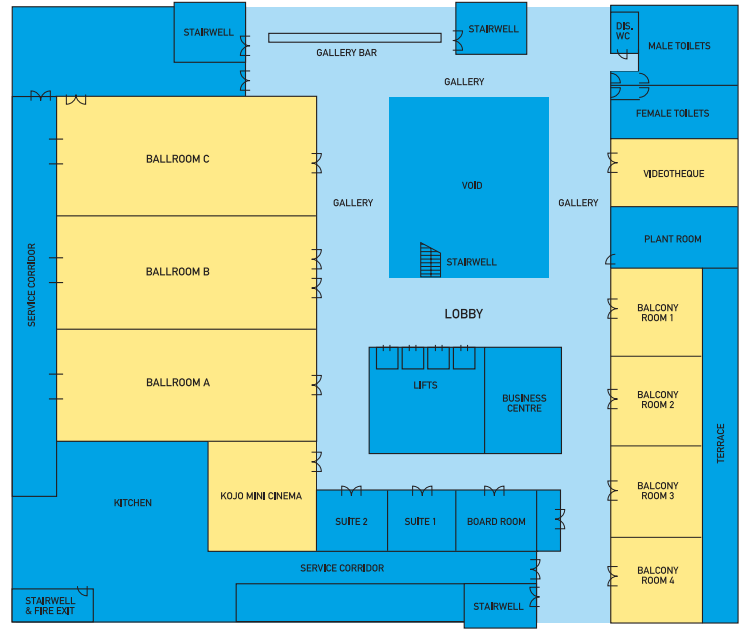 STAIRWELL
STAIRWELL
DIS.
WC
MALE TOILETS
GALLERY BAR
GALLERY
FEMALE TOILETS
BALLROOM C
VIDEOTHEQUE
VOID
GALLERY
GALLERY
PLANT ROOM
STAIRWELL
BALLROOM B
SERVICE CORRIDOR
LOBBY
BALCONY
ROOM 1
BALLROOM A
LIFTS
BUSINESS
CENTRE
BALCONY
ROOM 2
TERRACE
KITCHEN
KOJO MINI CINEMA
BALCONY
ROOM 3
SUITE 2
SUITE 1
BOARD ROOM
SERVICE CORRIDOR
BALCONY
ROOM 4
STAIRWELL
& FIRE EXIT
STAIRWELL